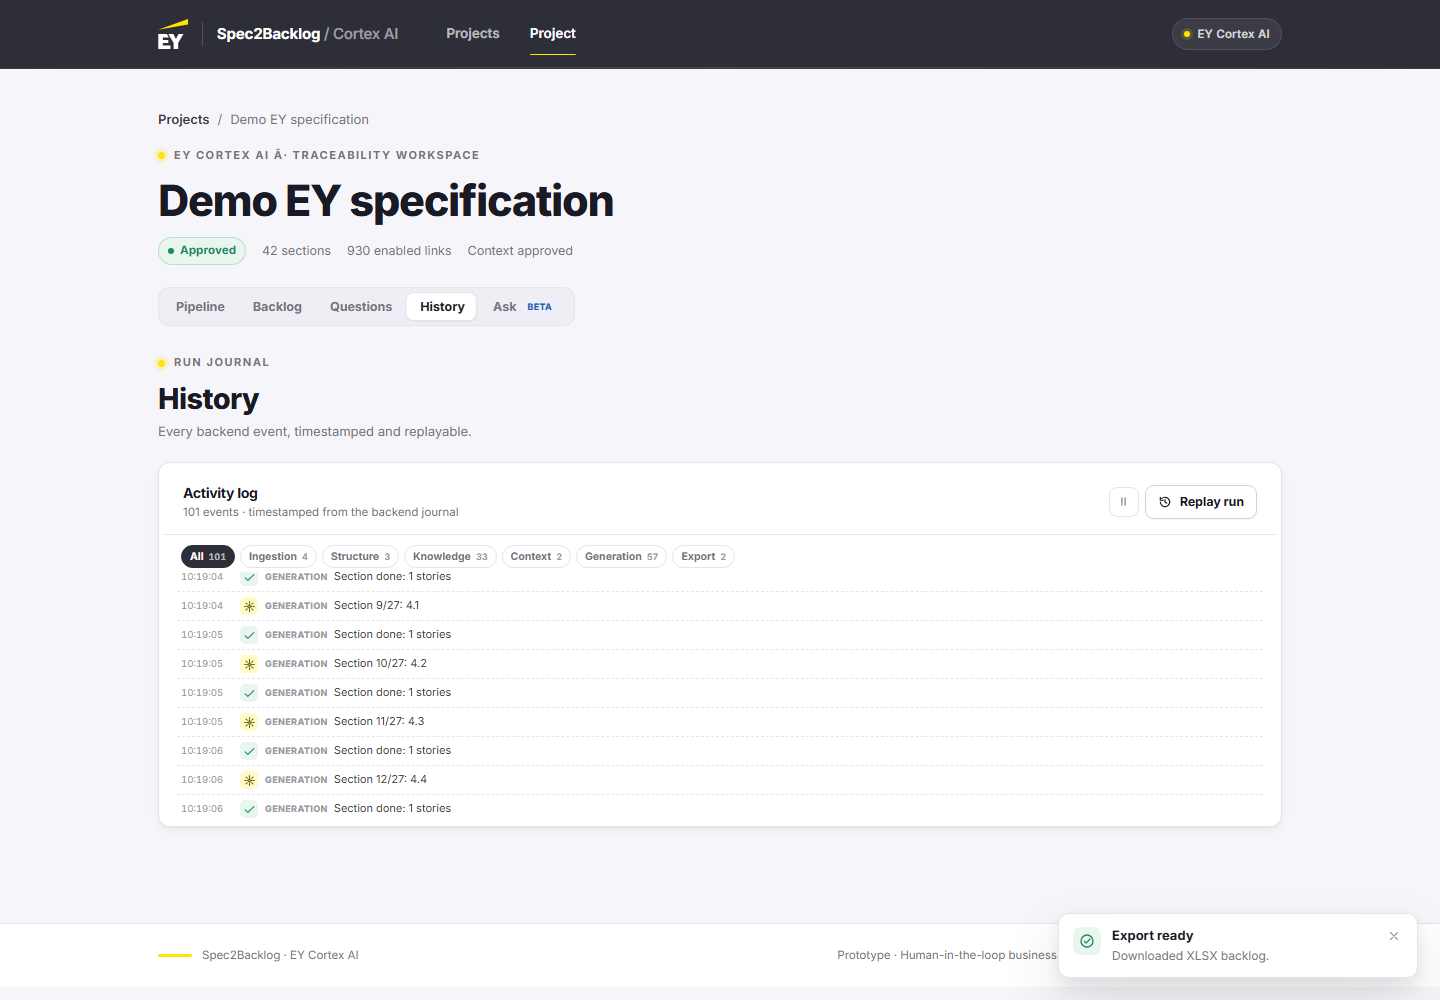 EY
Spec2Backlog / Cortex AI
Projects
Project
EY Cortex AI
Projects / Demo EY specification
EY CORTEX AI Â· TRACEABILITY WORKSPACE
Demo EY specification
Approved
42 sections
930 enabled links
Context approved
Pipeline
Backlog
Questions
History
Ask BETA
RUN JOURNAL
History
Every backend event, timestamped and replayable.
Activity log
101 events · timestamped from the backend journal
Replay run
All 101
Ingestion 4
Structure 3
Knowledge 33
Context 2
Generation 57
Export 2
10:19:04 GENERATION Section done: 1 stories
10:19:04 GENERATION Section 9/27: 4.1
10:19:05 GENERATION Section done: 1 stories
10:19:05 GENERATION Section 10/27: 4.2
10:19:05 GENERATION Section done: 1 stories
10:19:05 GENERATION Section 11/27: 4.3
10:19:06 GENERATION Section done: 1 stories
10:19:06 GENERATION Section 12/27: 4.4
10:19:06 GENERATION Section done: 1 stories
Spec2Backlog · EY Cortex AI
Prototype · Human-in-the-loop business
Export ready
Downloaded XLSX backlog.